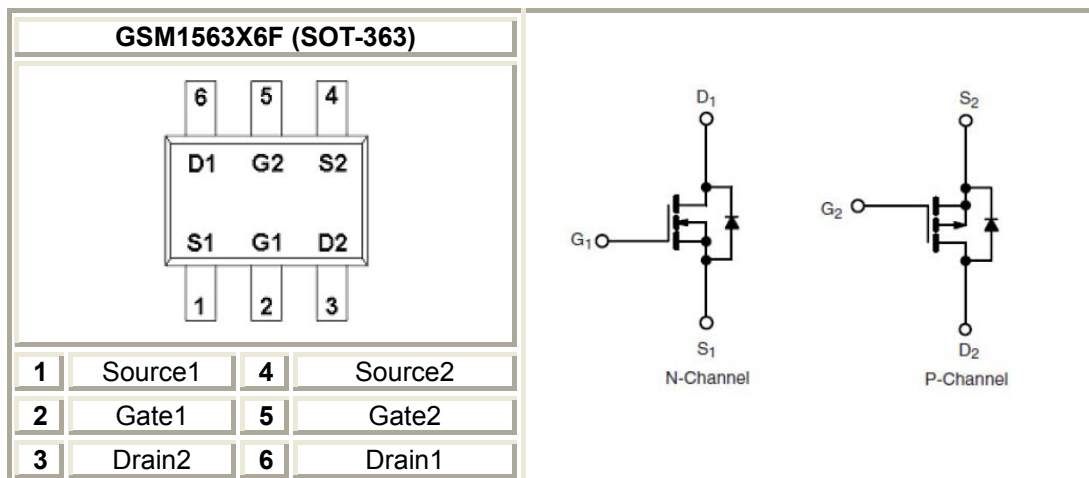 GSM1563X6F (SOT-363)
6 5 4
D1 G2 S2
S1 G1 D2
1 2 3
1 Source1 4 Source2
2 Gate1 5 Gate2
3 Drain2 6 Drain1
D1
G1
S1
N-Channel
S2
G2
D2
P-Channel